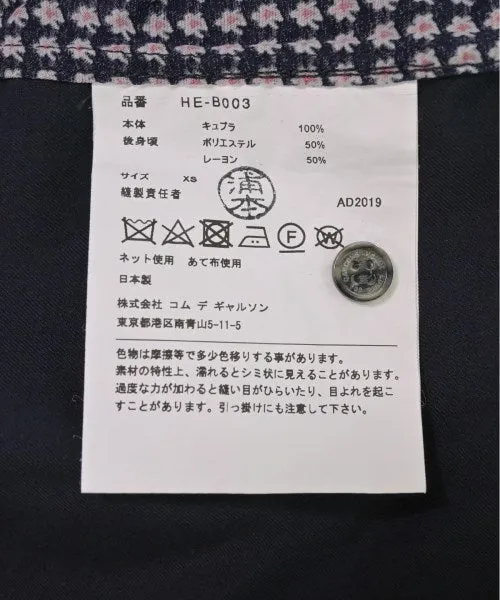 品番 HE-B003
本体 キュプラ 100%
後身頃 ポリエステル 50%
レーヨン 50%
サイズ XS
縫製責任者
浦本
AD2019
F
W
ネット使用 あて布使用
日本製
株式会社 コム デ ギャルソン
東京都港区南青山5-11-5
色物は摩擦等で多少色移りする事があります。
素材の特性上、濡れるとシミ状に見えることがあります。
過度な力が加わると縫い目がひらいたり、目よれを起こ
すことがあります。引っ掛けにも注意して下さい。